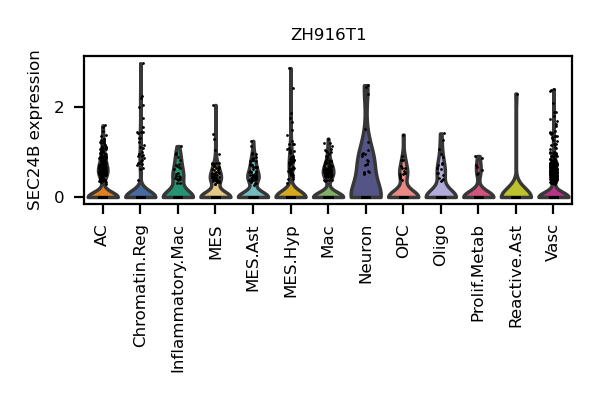 ZH916T1
SEC24B expression
2
0
AC
Chromatin.Reg
Inflammatory.Mac
MES
MES.Ast
MES.Hyp
Mac
Neuron
OPC
Oligo
Prolif.Metab
Reactive.Ast
Vasc